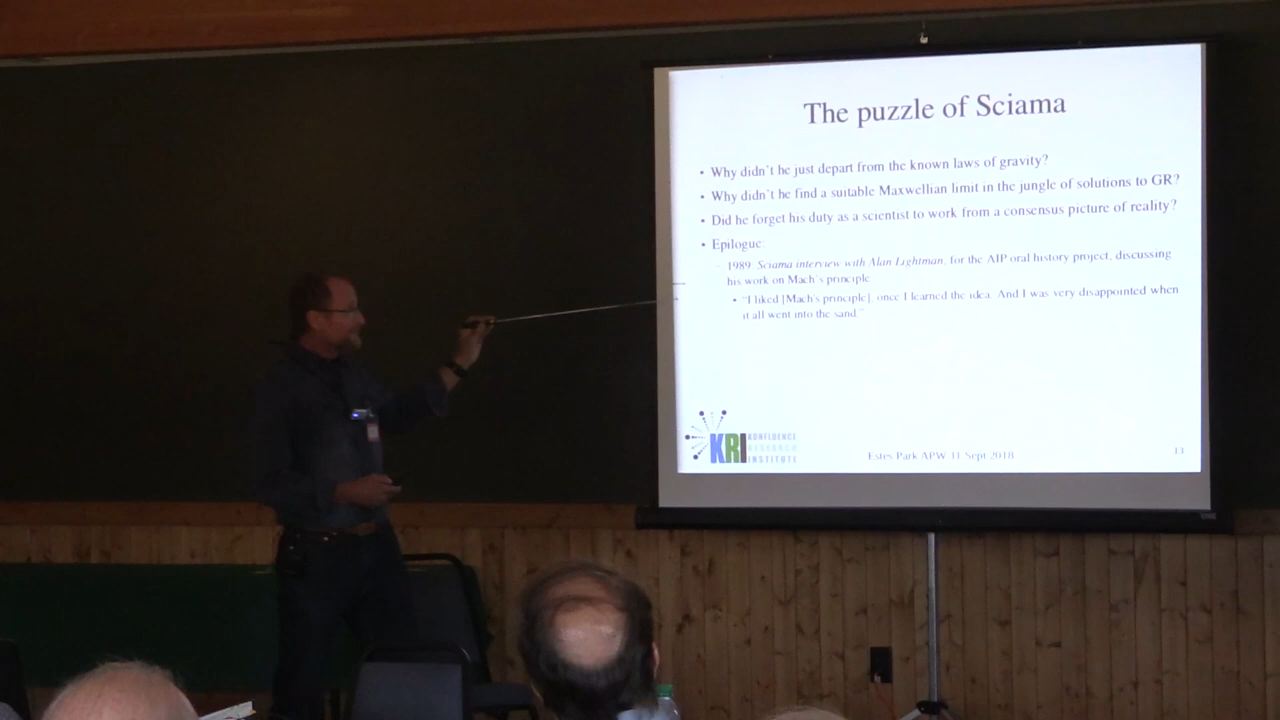 The puzzle of Sciama
• Why didn't he just depart from the known laws of gravity?
• Why didn't he find a suitable Maxwellian limit in the jungle of solutions to GR?
• Did he forget his duty as a scientist to work from a consensus picture of reality?
• Epilogue:
– 1989: Sciama interview with Alan Lightman, for the AIP oral history project, discussing
his work on Mach's principle
• "I liked [Mach's principle], once I learned the idea. And I was very disappointed when
it all went into the sand."
KRI KONFLUENCE
RESEARCH
INSTITUTE
Estes Park APW 11 Sept 2018
13